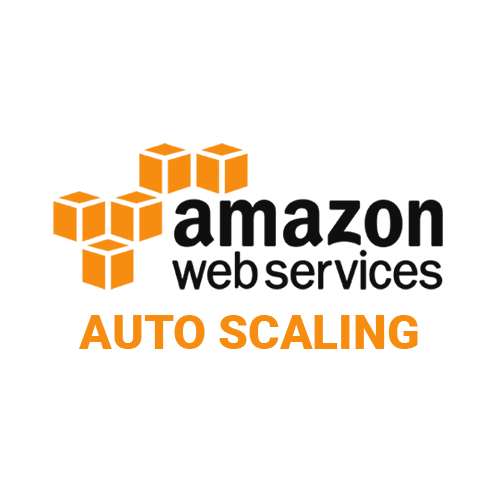 amazon
web services
AUTO SCALING